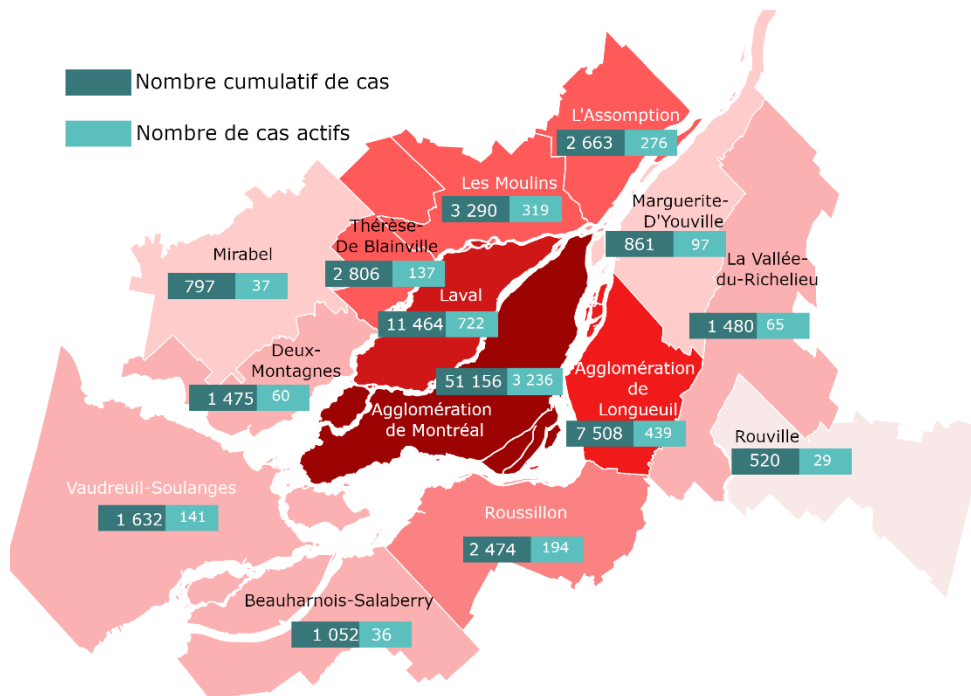 Nombre cumulatif de cas
Nombre de cas actifs
L'Assomption
2 663 276
Les Moulins
3 290 319
Marguerite-
D'Youville
861 97
Thérèse-
De Blainville
2 806 137
Mirabel
797 37
La Vallée-
du-Richelieu
1 480 65
Laval
11 464 722
Deux-
Montagnes
1 475 60
51 156 3 236
Agglomération
de Montréal
Agglomération
de
Longueuil
7 508 439
Rouville
520 29
Vaudreuil-Soulanges
1 632 141
Roussillon
2 474 194
Beauharnois-Salaberry
1 052 36